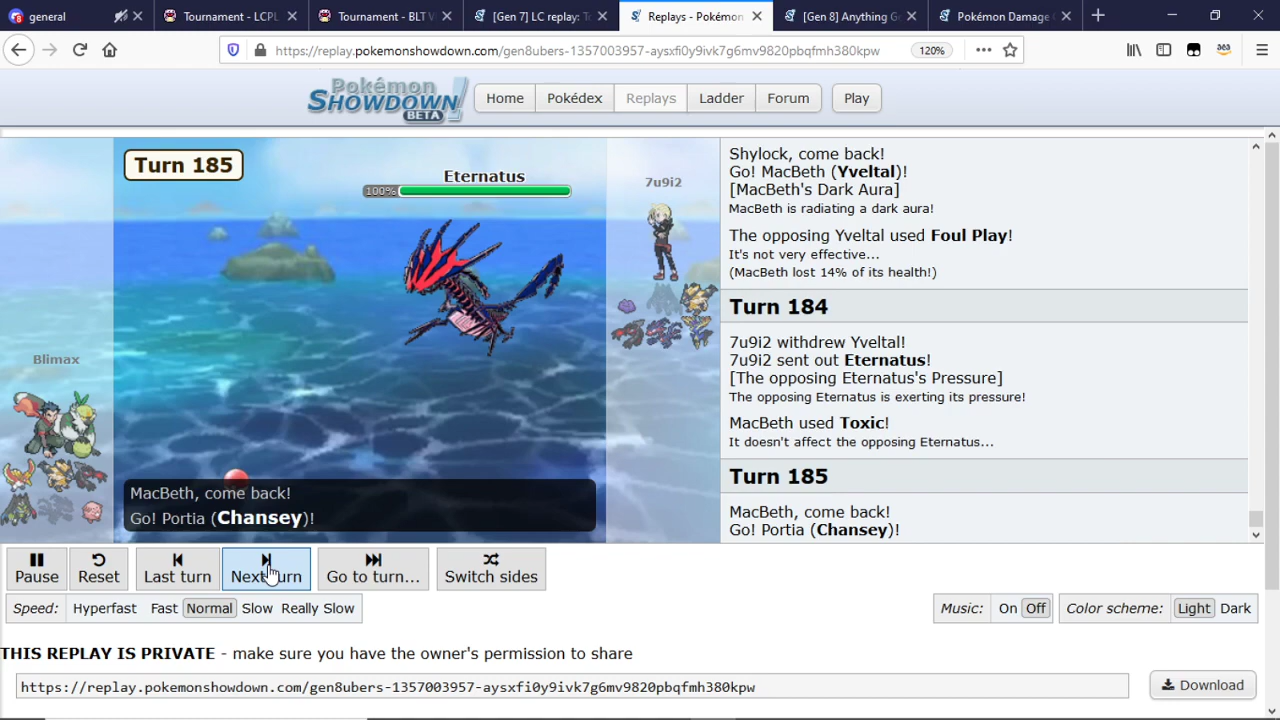 general
Tournament - LCPL
Tournament - BLT V
[Gen 7] LC replay: To
Replays - Pokémon
[Gen 8] Anything Go
Pokémon Damage C
https://replay.pokemonshowdown.com/gen8ubers-1357003957-aysxfi0y9ivk7g6mv9820pbqfmh380kpw
120%
Pokémon
SHOWDOWN!
BETA
Home
Pokédex
Replays
Ladder
Forum
Play
Turn 185
Eternatus
100%
7u9i2
Blimax
MacBeth, come back!
Go! Portia (Chansey)!
Shylock, come back!
Go! MacBeth (Yveltal)!
[MacBeth's Dark Aura]
MacBeth is radiating a dark aura!
The opposing Yveltal used Foul Play!
It's not very effective...
(MacBeth lost 14% of its health!)
Turn 184
7u9i2 withdrew Yveltal!
7u9i2 sent out Eternatus!
[The opposing Eternatus's Pressure]
The opposing Eternatus is exerting its pressure!
MacBeth used Toxic!
It doesn't affect the opposing Eternatus...
Turn 185
MacBeth, come back!
Go! Portia (Chansey)!
Pause
Reset
Last turn
Next turn
Go to turn...
Switch sides
Speed: Hyperfast Fast Normal Slow Really Slow
Music: On Off
Color scheme: Light Dark
THIS REPLAY IS PRIVATE - make sure you have the owner's permission to share
https://replay.pokemonshowdown.com/gen8ubers-1357003957-aysxfi0y9ivk7g6mv9820pbqfmh380kpw
Download